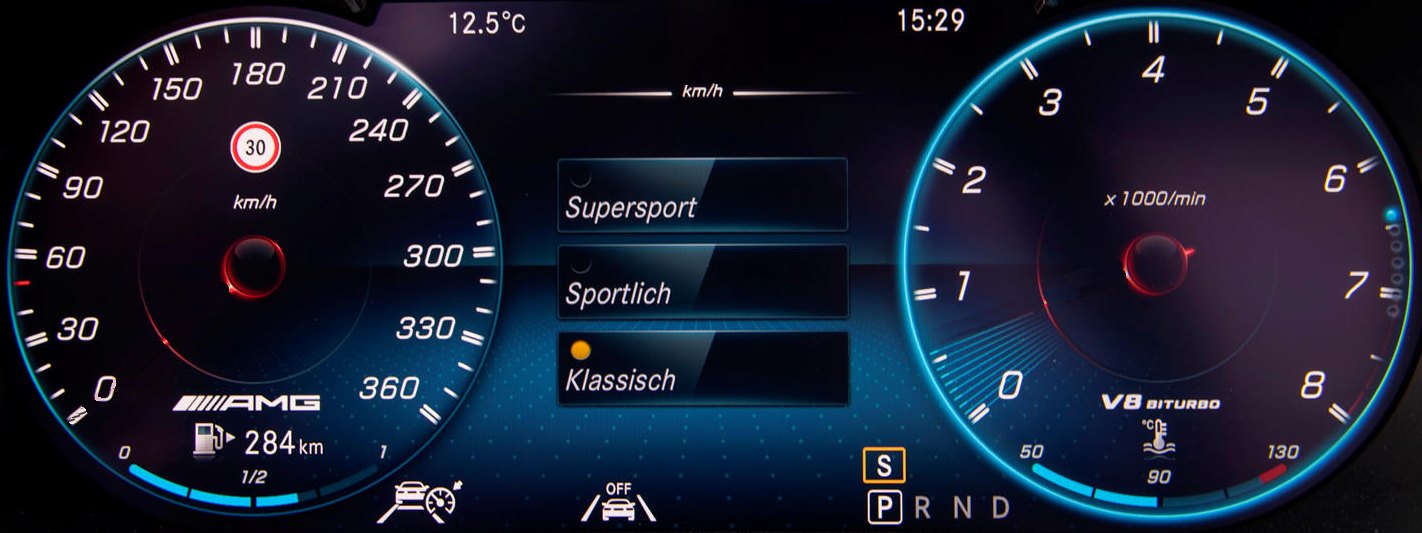 12.5°C
15:29
0
30
60
90
120
150
180
210
240
270
300
330
360
30
km/h
AMG
284 km
0
1/2
1
km/h
Supersport
Sportlich
Klassisch
OFF
S
P R N D
0
1
2
3
4
5
6
7
8
x 1000/min
V8 BITURBO
°C
50
90
130